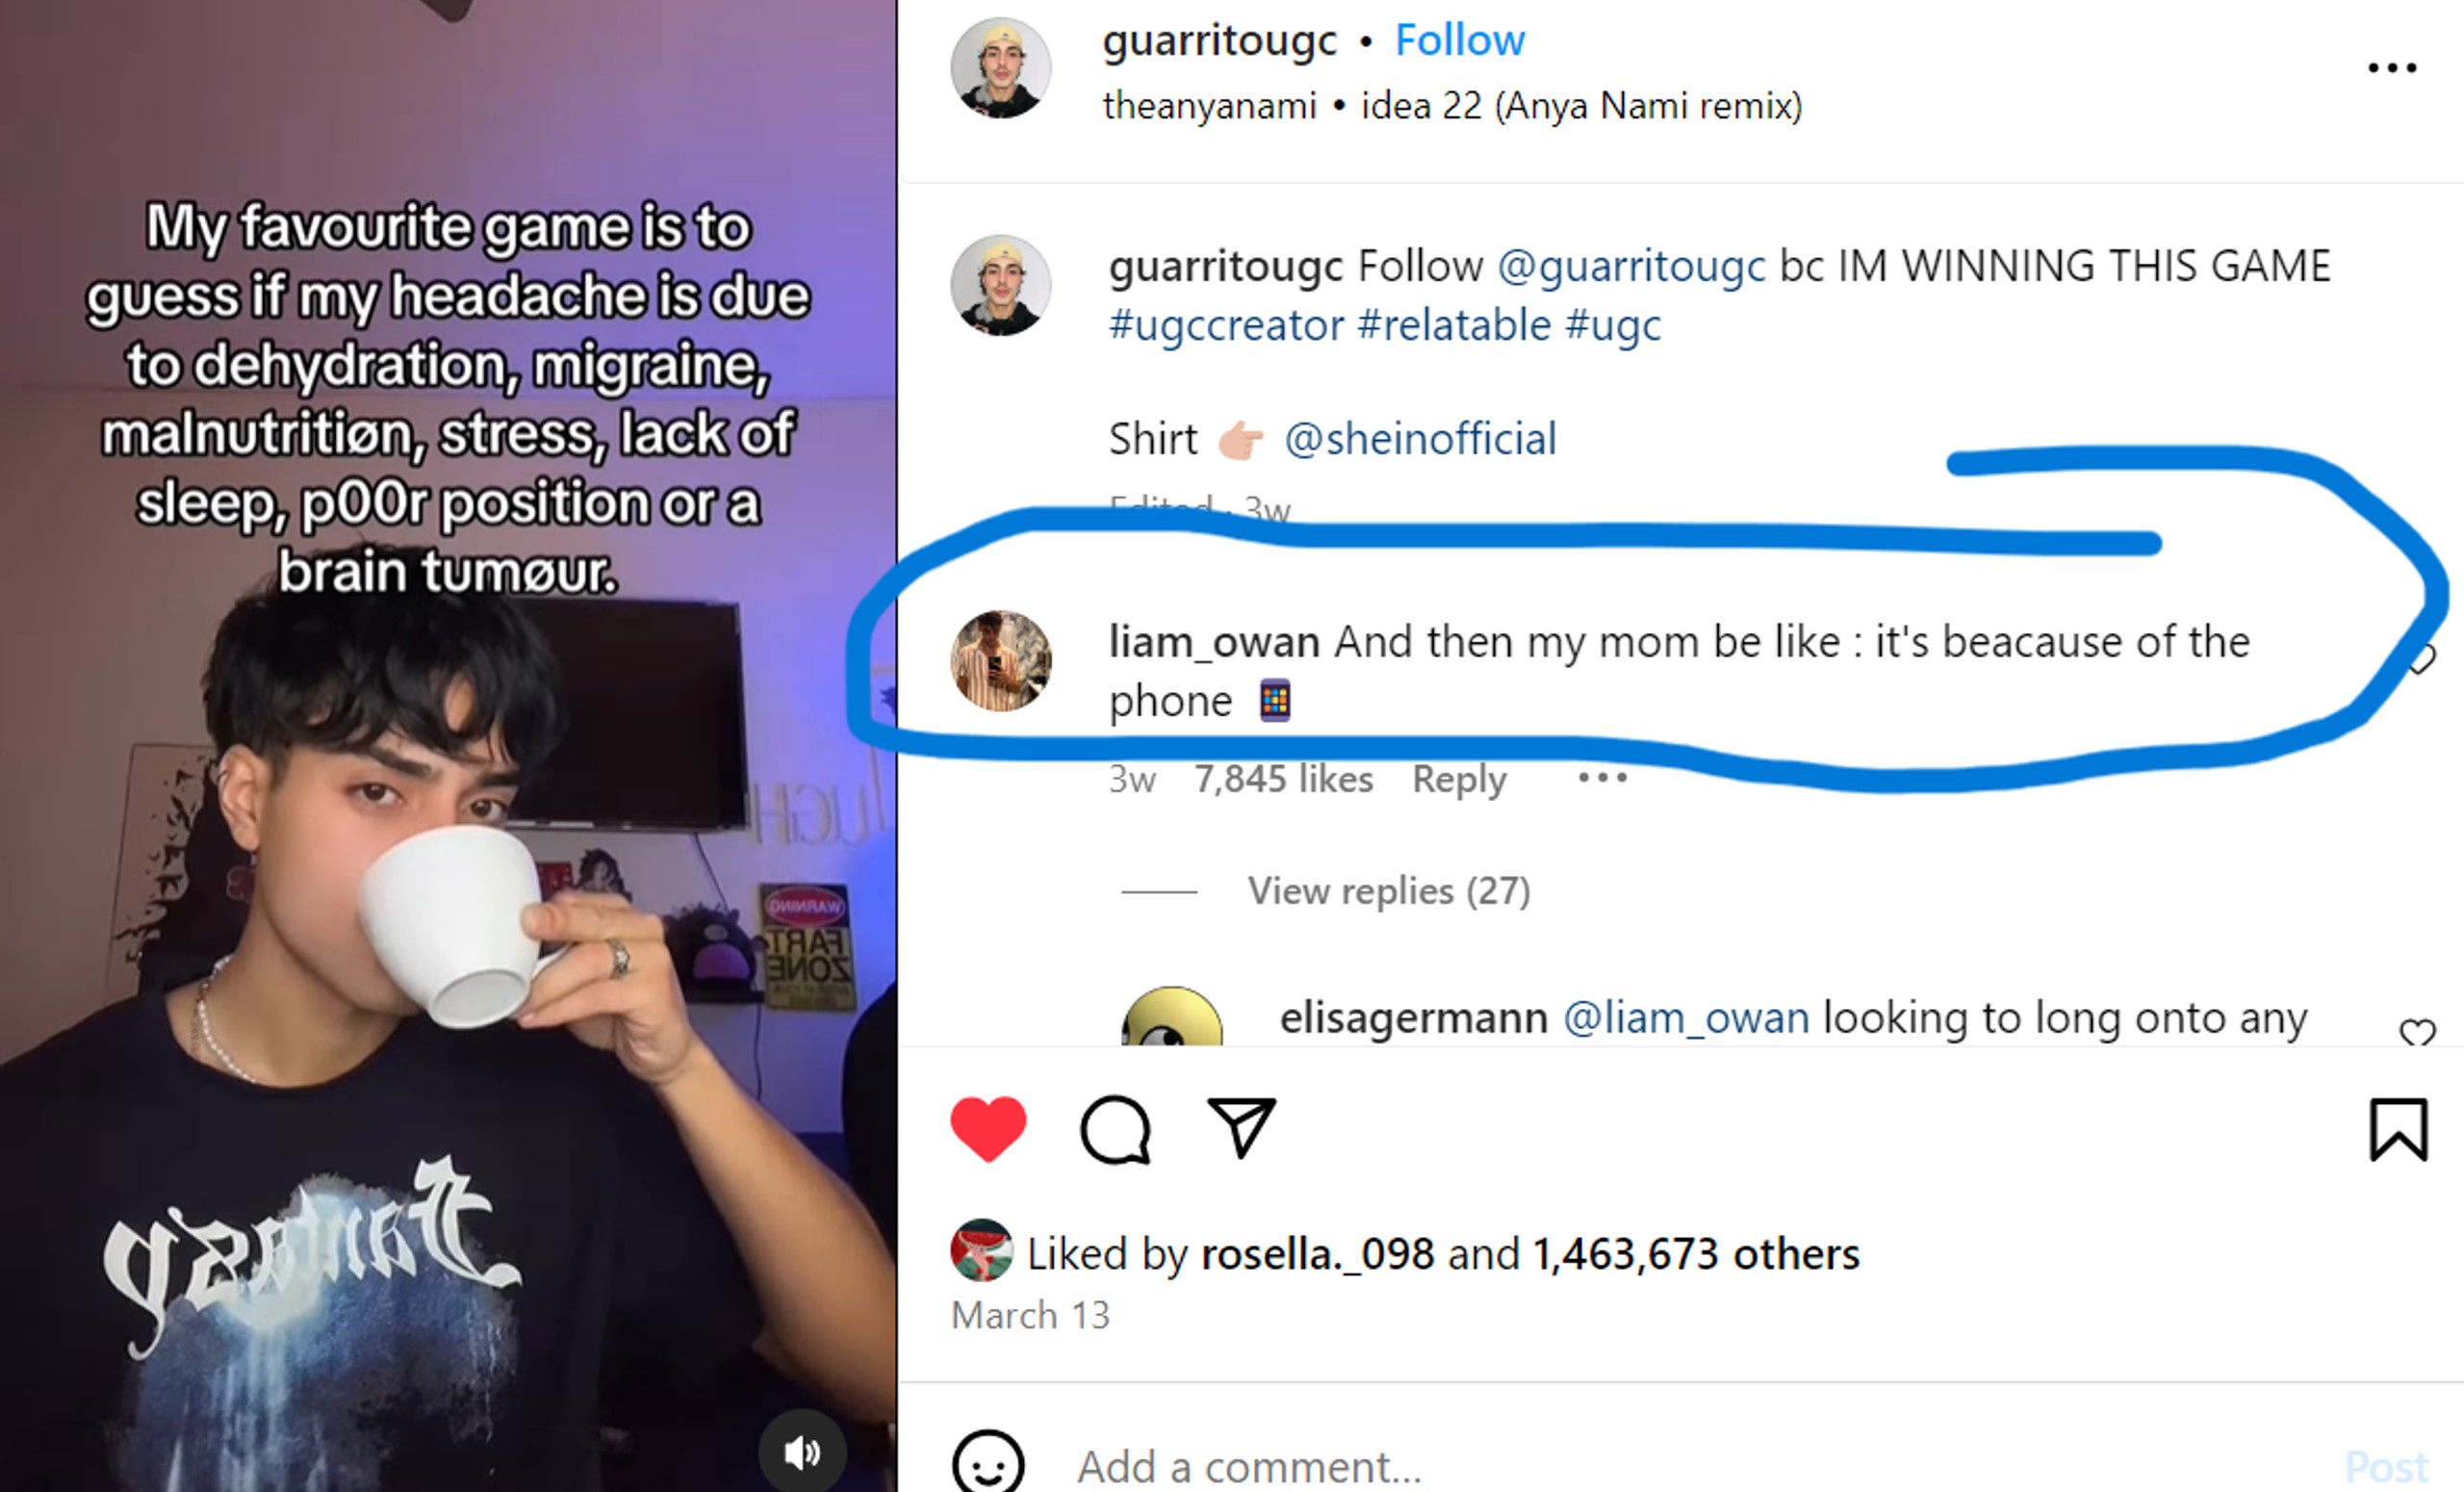 My favourite game is to
guess if my headache is due
to dehydration, migraine,
malnutritiøn, stress, lack of
sleep, p00r position or a
brain tumøur.
LUGH
WARNING
FART
ZONE
Fantasy
guarritougc • Follow
theanyanami • idea 22 (Anya Nami remix)
guarritougc Follow @guarritougc bc IM WINNING THIS GAME
#ugccreator #relatable #ugc
Shirt 👉🏼 @sheinofficial
Edited · 3w
liam_owan And then my mom be like : it's beacause of the
phone 📱
3w 7,845 likes Reply •••
View replies (27)
elisagermann @liam_owan looking to long onto any
Liked by rosella._098 and 1,463,673 others
March 13
Add a comment...
Post